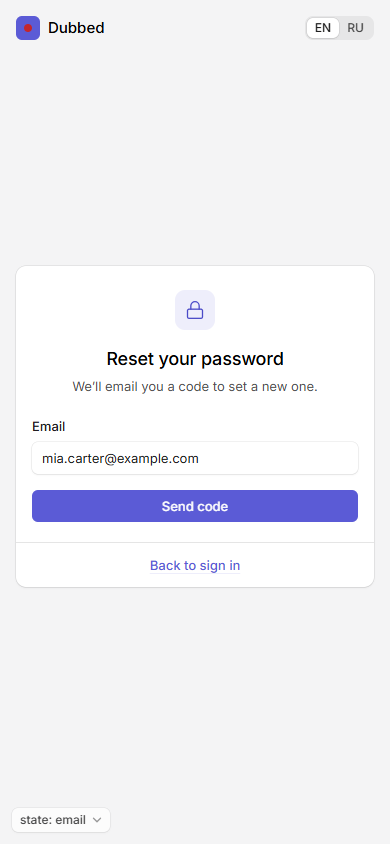 Dubbed
EN RU
Reset your password
We'll email you a code to set a new one.
Email
mia.carter@example.com
Send code
Back to sign in
state: email